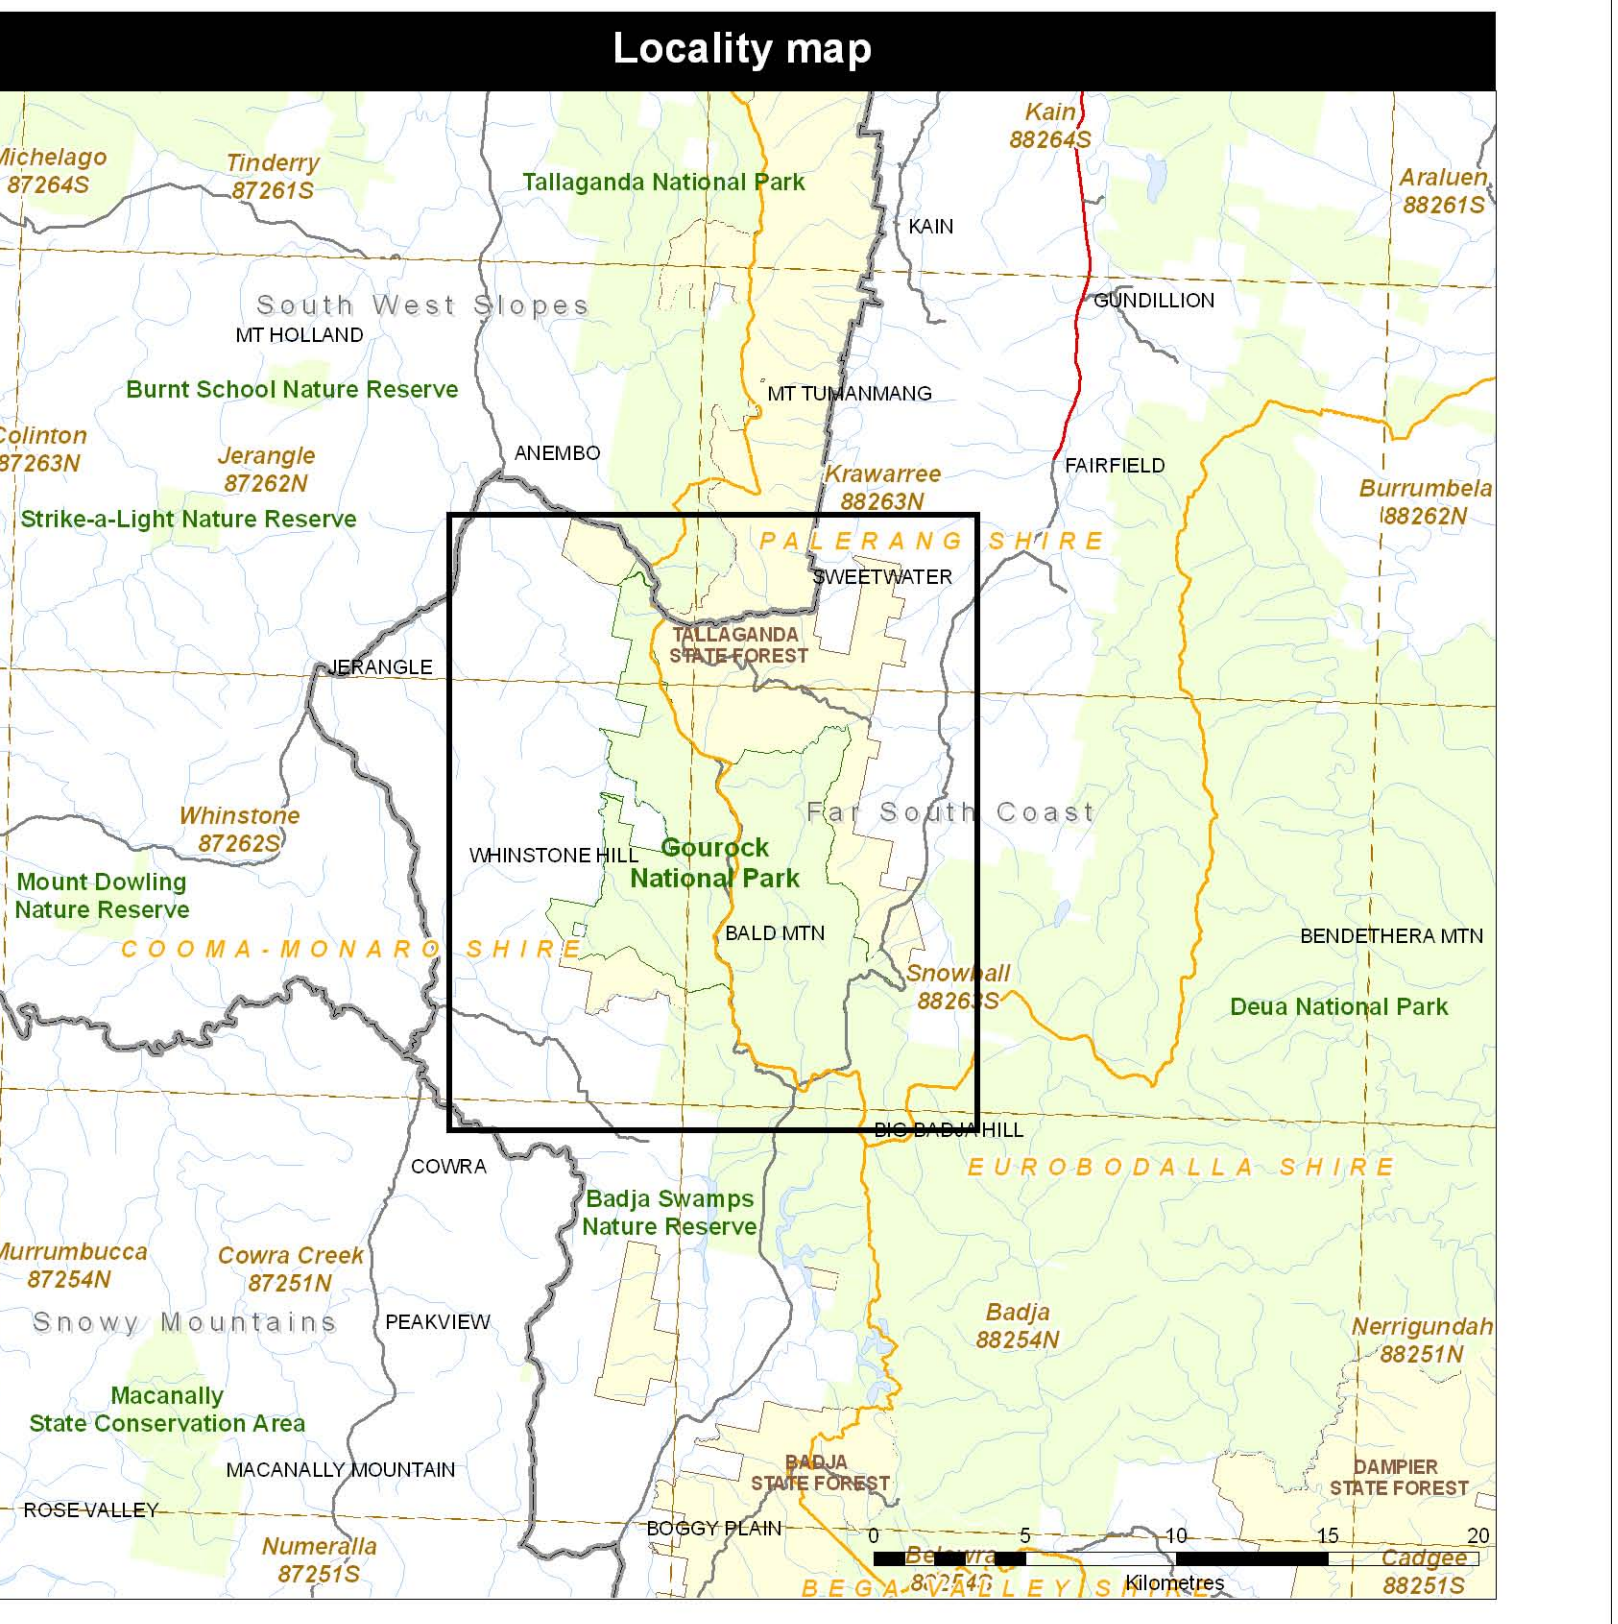 Locality map
Kain
88264S
Michelago
87264S
Tinderry
87261S
Tallaganda National Park
Araluen
88261S
KAIN
GUNDILLION
South West Slopes
MT HOLLAND
Burnt School Nature Reserve
MT TUMANMANG
Colinton
87263N
Jerangle
87262N
ANEMBO
Krawarree
88263N
FAIRFIELD
Burrumbela
88262N
Strike-a-Light Nature Reserve
PALERANG SHIRE
SWEETWATER
TALLAGANDA
STATE FOREST
JERANGLE
Whinstone
87262S
Far South Coast
WHINSTONE HILL
Gourock
National Park
Mount Dowling
Nature Reserve
BALD MTN
BENDETHERA MTN
COOMA-MONARO SHIRE
Snowball
88263S
Deua National Park
BIG BADJA HILL
COWRA
EUROBODALLA SHIRE
Badja Swamps
Nature Reserve
Murrumbucca
87254N
Cowra Creek
87251N
Snowy Mountains
PEAKVIEW
Badja
88254N
Nerrigundah
88251N
Macanally
State Conservation Area
MACANALLY MOUNTAIN
BADJA
STATE FOREST
DAMPIER
STATE FOREST
ROSE VALLEY
BOGGY PLAIN
0 5 10 15 20
Numeralla
87251S
Belowra
88254S
Kilometres
Cadgee
88251S
BEGA VALLEY SHIRE